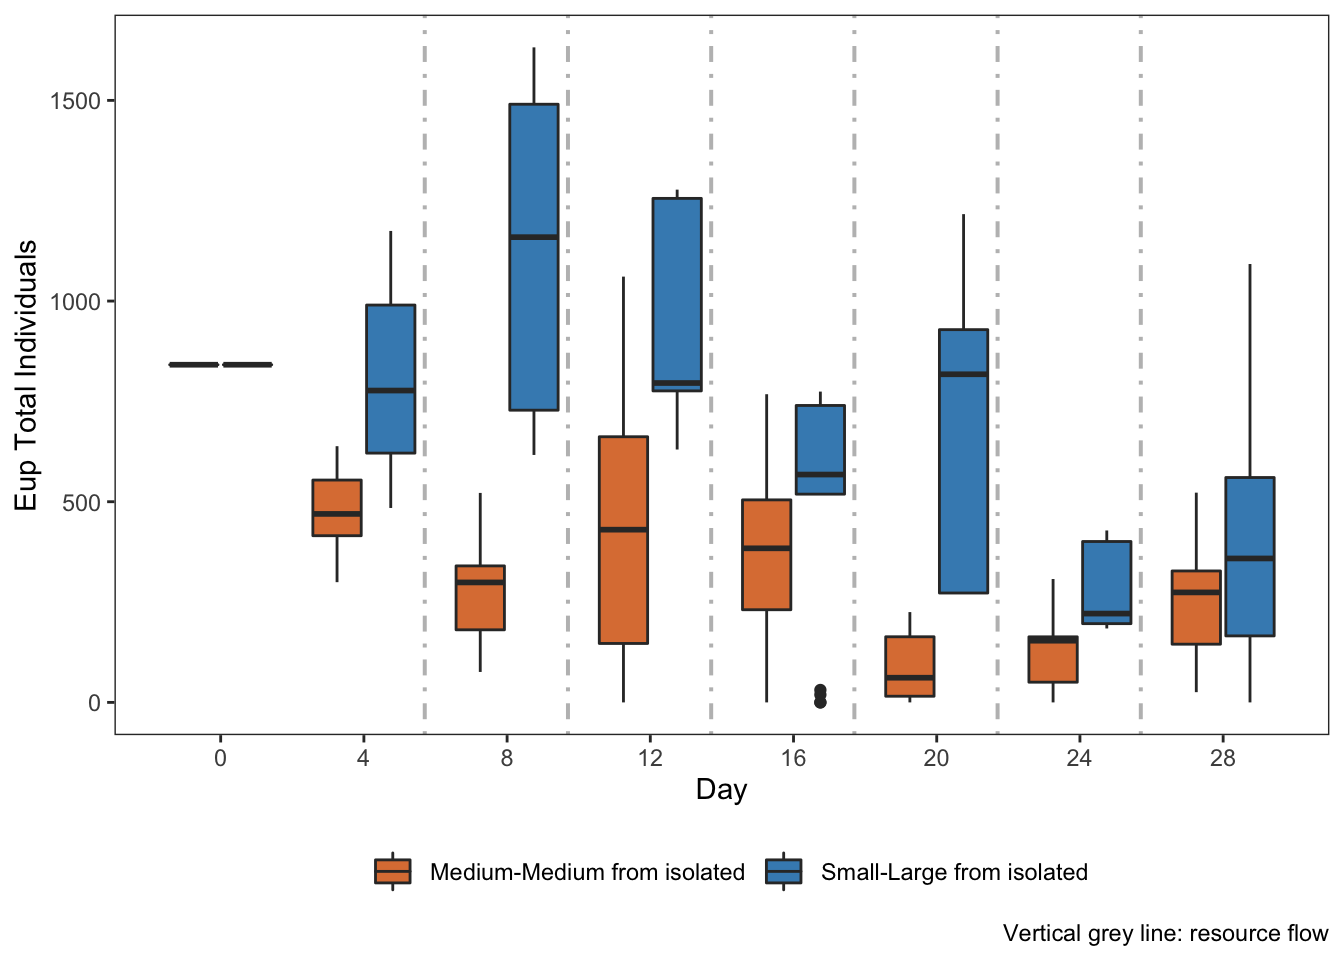 Eup Total Individuals
1500
1000
500
0
0 4 8 12 16 20 24 28
Day
Medium-Medium from isolated Small-Large from isolated
Vertical grey line: resource flow